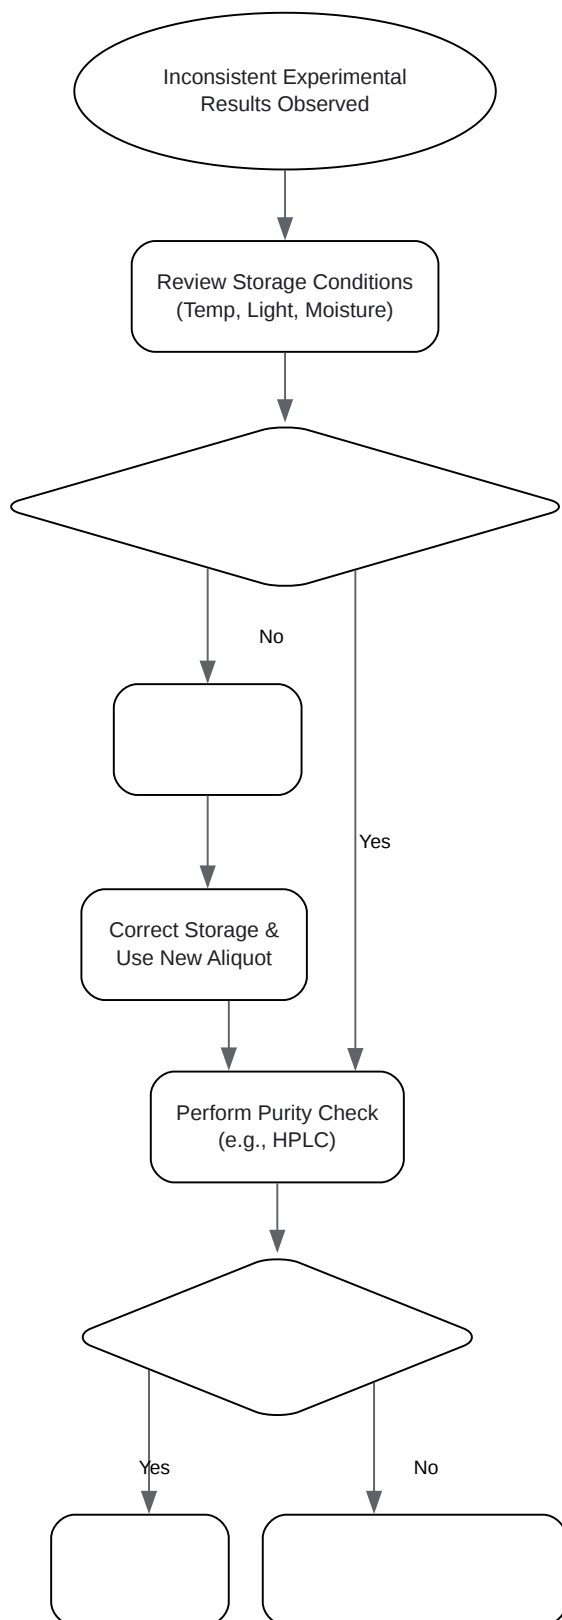 Inconsistent Experimental
Results Observed
Review Storage Conditions
(Temp, Light, Moisture)
No
Yes
Correct Storage &
Use New Aliquot
Perform Purity Check
(e.g., HPLC)
Yes
No